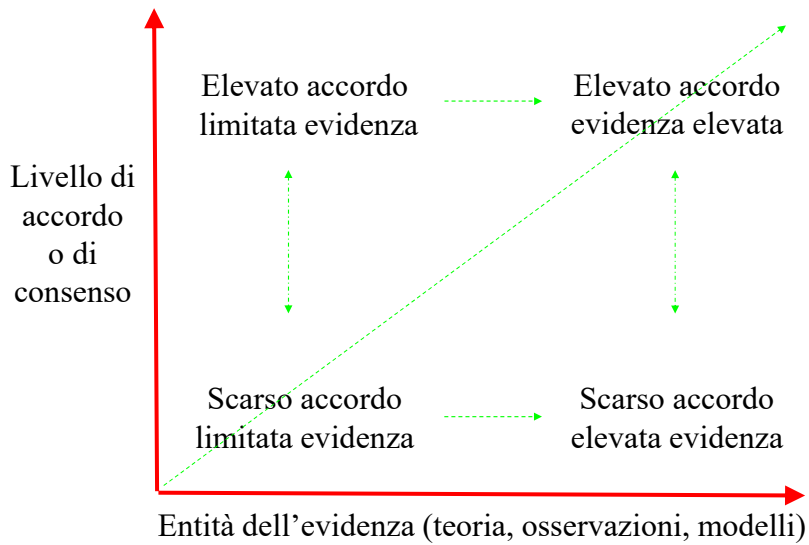 Elevato accordo
limitata evidenza
Elevato accordo
evidenza elevata
Livello di
accordo
o di
consenso
Scarso accordo
limitata evidenza
Scarso accordo
elevata evidenza
Entità dell’evidenza (teoria, osservazioni, modelli)